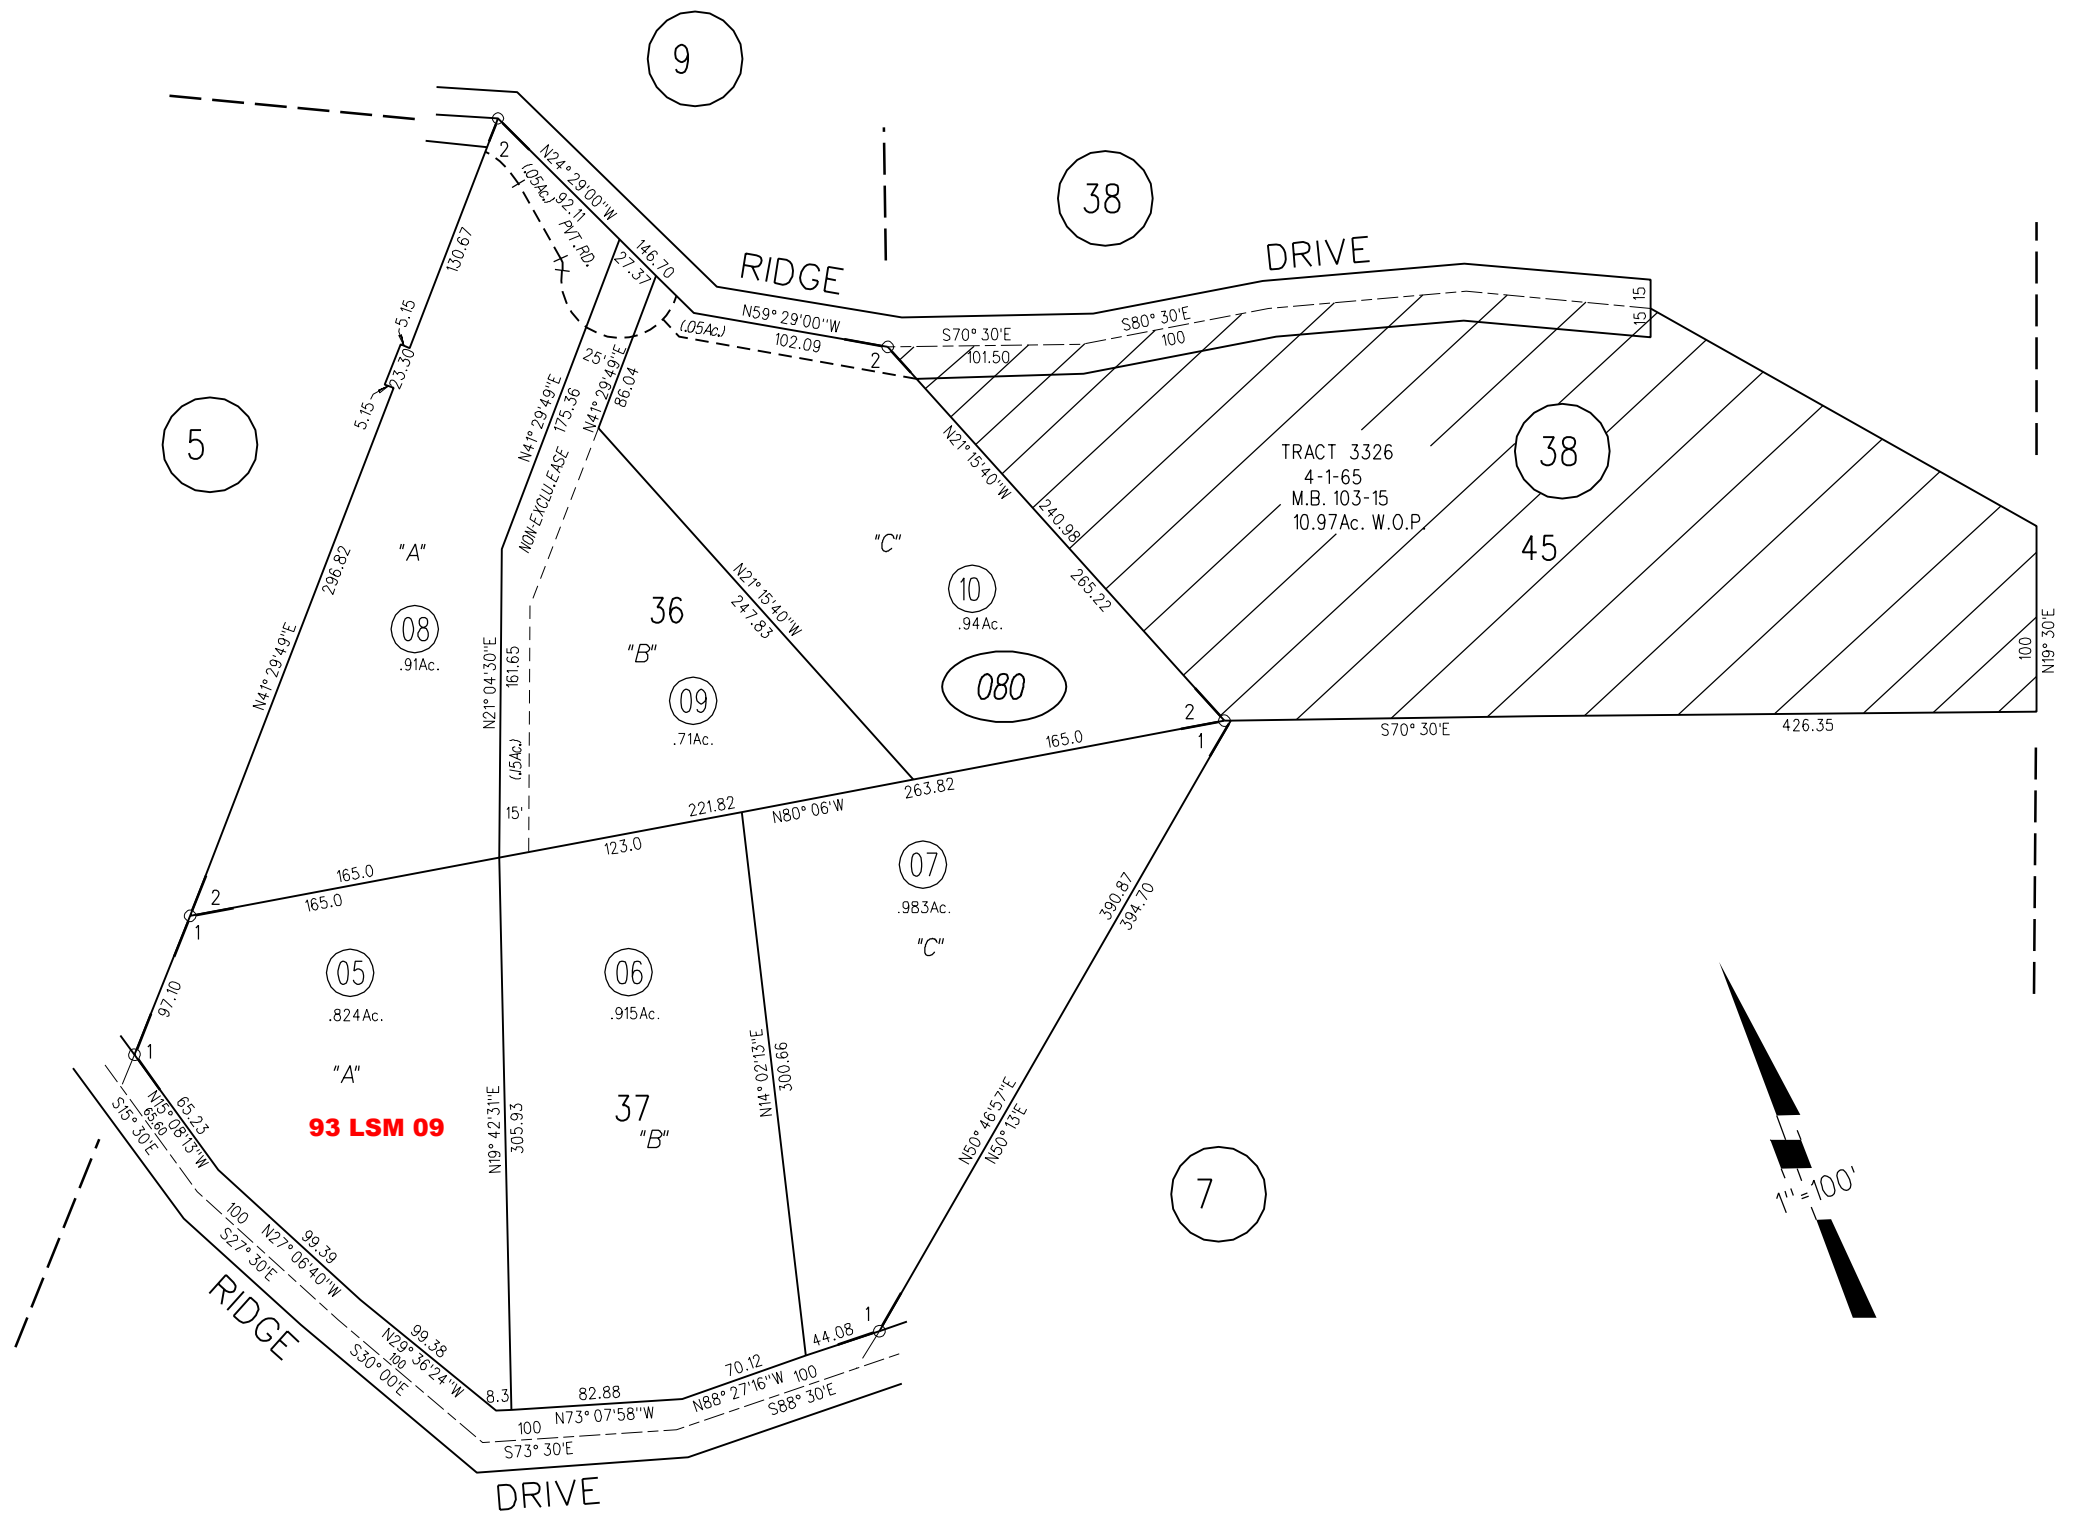 9
38
RIDGE
DRIVE
2
N24° 29'00"W
(.05Ac.)
92.11
PVT. RD.
146.70
27.37
130.67
5.15
23.30
5.15
N59° 29'00"W
102.09
(.05Ac.)
2
S70° 30'E
101.50
S80° 30'E
100
15
15
25'
N41° 29'49"E
175.36
N41° 29'49"E
86.04
NON-EXCLU. EASE
5
296.82
N41° 29'49"E
"A"
08
.91Ac.
N21° 04'30"E
161.65
(.15Ac.)
15'
36
"B"
09
.71Ac.
N21° 15'40"W
247.83
"C"
10
.94Ac.
080
N21° 15'40"W
240.98
265.22
TRACT 3326
4-1-65
M.B. 103-15
10.97Ac. W.O.P.
38
45
100
N19° 30'E
S70° 30'E
426.35
2
1
165.0
263.82
N80° 06'W
221.82
123.0
165.0
165.0
2
1
97.10
1
05
.824Ac.
"A"
93 LSM 09
06
.915Ac.
37
"B"
07
.983Ac.
"C"
N19° 42'31"E
305.93
N14° 02'13"E
300.66
390.87
394.70
N50° 46'57"E
N50° 13'E
7
1"=100'
65.23
N15° 08'13"W
65.60
S15° 30'E
99.39
100
N27° 06'40"W
S27° 30'E
99.38
N29° 36'24"W
100
S30° 00'E
RIDGE
8.3
82.88
N73° 07'58"W
100
S73° 30'E
70.12
44.08
1
N88° 27'16"W
100
S88° 30'E
DRIVE